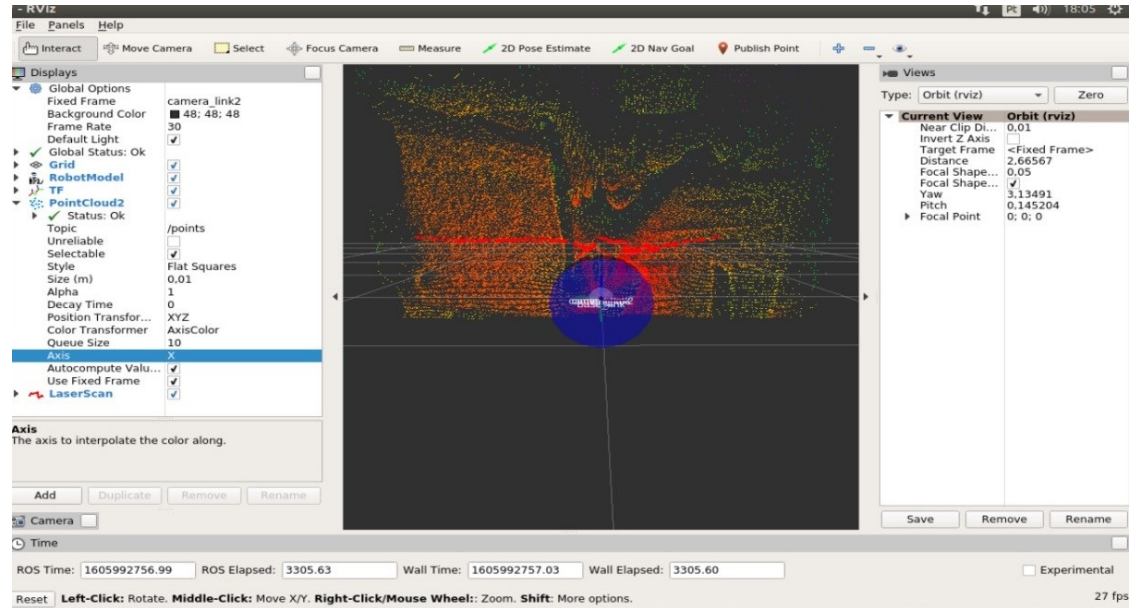 - RViz
Pt 18:05
File Panels Help
Interact Move Camera Select Focus Camera Measure 2D Pose Estimate 2D Nav Goal Publish Point
Displays
Global Options
Fixed Frame camera_link2
Background Color 48; 48; 48
Frame Rate 30
Default Light
Global Status: Ok
Grid
RobotModel
TF
PointCloud2
Status: Ok
Topic /points
Unreliable
Selectable
Style Flat Squares
Size (m) 0,01
Alpha 1
Decay Time 0
Position Transfor... XYZ
Color Transformer AxisColor
Queue Size 10
Axis X
Autocompute Valu...
Use Fixed Frame
LaserScan
Axis
The axis to interpolate the color along.
Add Duplicate Remove Rename
Camera
Views
Type: Orbit (rviz) Zero
Current View Orbit (rviz)
Near Clip Di... 0,01
Invert Z Axis
Target Frame <Fixed Frame>
Distance 2,66567
Focal Shape... 0,05
Focal Shape...
Yaw 3,13491
Pitch 0,145204
Focal Point 0; 0; 0
Save Remove Rename
Time
ROS Time: 1605992756.99 ROS Elapsed: 3305.63 Wall Time: 1605992757.03 Wall Elapsed: 3305.60 Experimental
Reset Left-Click: Rotate. Middle-Click: Move X/Y. Right-Click/Mouse Wheel:: Zoom. Shift: More options. 27 fps